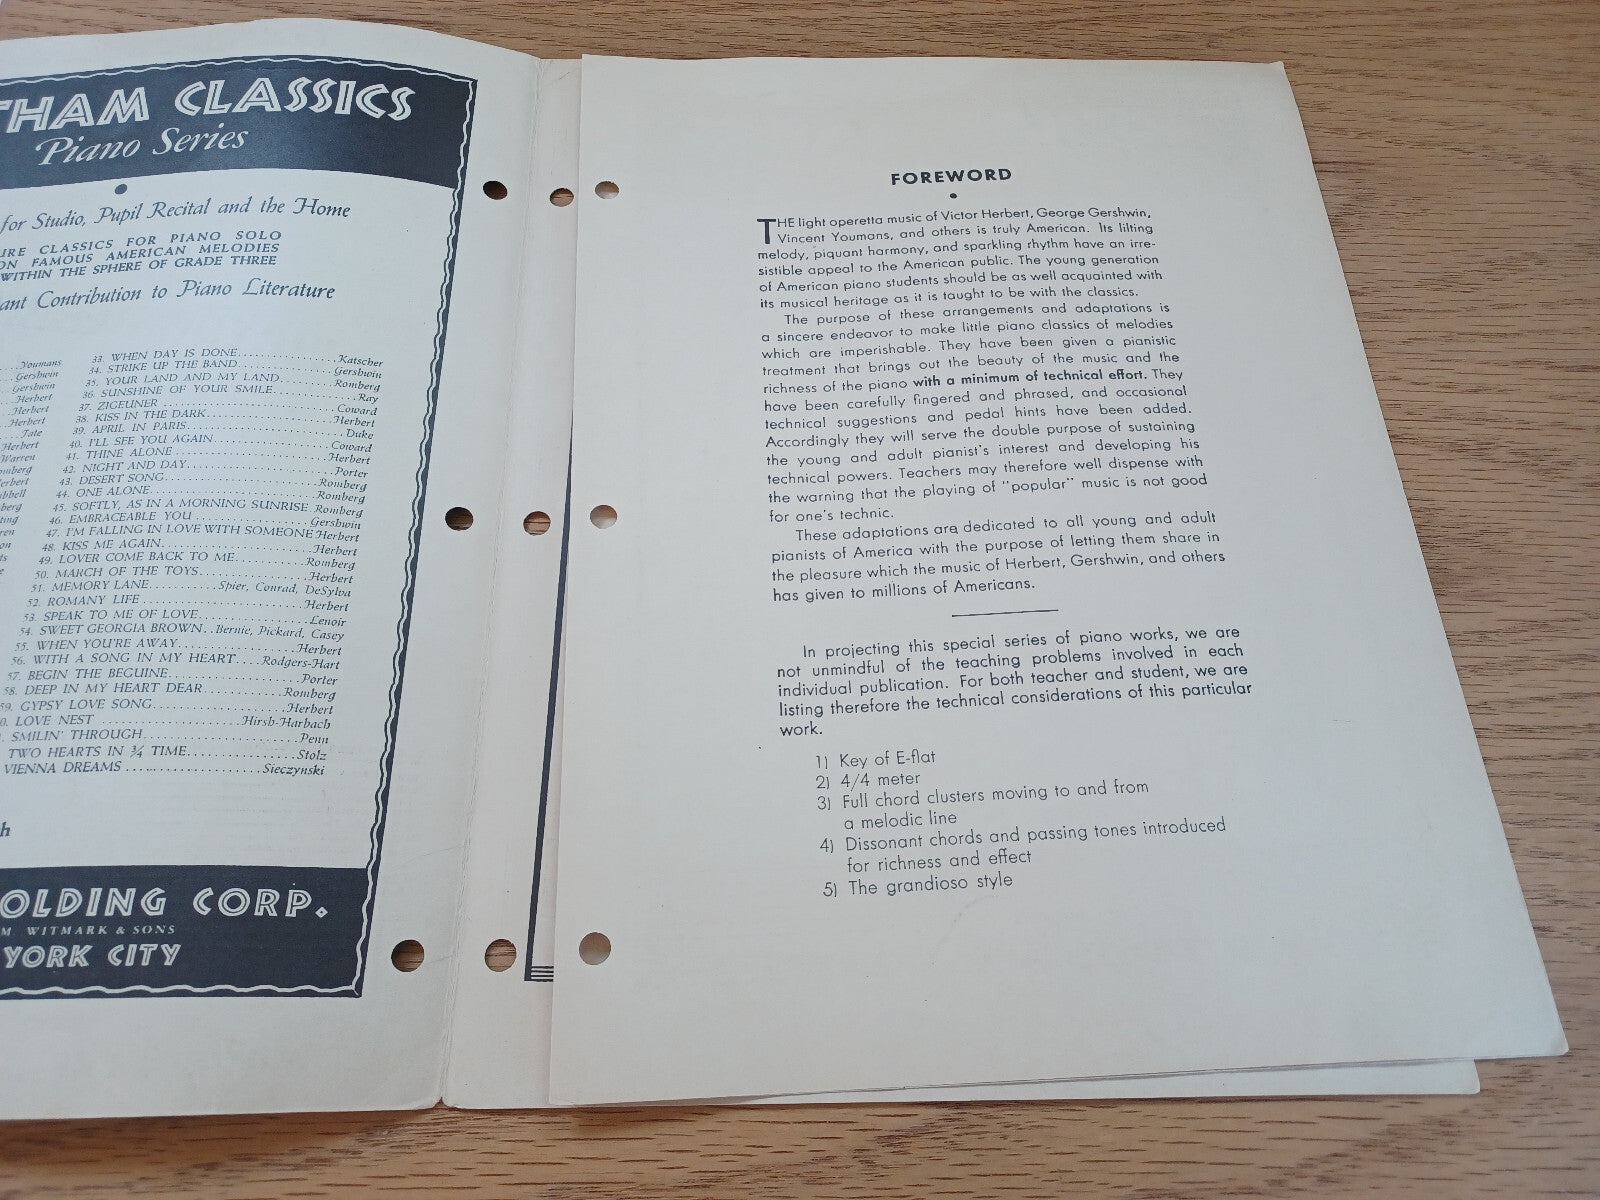 THAM CLASSICS
Piano Series
for Studio, Pupil Recital and the Home
URE CLASSICS FOR PIANO SOLO
ON FAMOUS AMERICAN MELODIES
WITHIN THE SPHERE OF GRADE THREE
ant Contribution to Piano Literature
Youmans
Gershwin
Gershwin
Herbert
Herbert
Tate
Herbert
Warren
33. WHEN DAY IS DONE Katscher
34. STRIKE UP THE BAND Gershwin
35. YOUR LAND AND MY LAND Romberg
36. SUNSHINE OF YOUR SMILE Ray
37. ZIGEUNER Coward
38. KISS IN THE DARK Herbert
39. APRIL IN PARIS Duke
40. I'LL SEE YOU AGAIN Coward
41. THINE ALONE Herbert
42. NIGHT AND DAY Porter
43. DESERT SONG Romberg
44. ONE ALONE Romberg
45. SOFTLY, AS IN A MORNING SUNRISE Romberg
46. EMBRACEABLE YOU Gershwin
47. I'M FALLING IN LOVE WITH SOMEONE Herbert
48. KISS ME AGAIN Herbert
49. LOVER COME BACK TO ME Romberg
50. MARCH OF THE TOYS Herbert
51. MEMORY LANE Spier, Conrad, DeSylva
52. ROMANY LIFE Herbert
53. SPEAK TO ME OF LOVE Lenoir
54. SWEET GEORGIA BROWN Bernie, Pickard, Casey
55. WHEN YOU'RE AWAY Herbert
56. WITH A SONG IN MY HEART Rodgers-Hart
57. BEGIN THE BEGUINE Porter
58. DEEP IN MY HEART DEAR Romberg
59. GYPSY LOVE SONG Herbert
0. LOVE NEST Hirsh-Harbach
. SMILIN' THROUGH Penn
TWO HEARTS IN ¾ TIME Stolz
VIENNA DREAMS Sieczynski
h
OLDING CORP.
M. WITMARK & SONS
YORK CITY
FOREWORD
THE light operetta music of Victor Herbert, George Gershwin,
Vincent Youmans, and others is truly American. Its lilting
melody, piquant harmony, and sparkling rhythm have an irre-
sistible appeal to the American public. The young generation
of American piano students should be as well acquainted with
its musical heritage as it is taught to be with the classics.
The purpose of these arrangements and adaptations is
a sincere endeavor to make little piano classics of melodies
which are imperishable. They have been given a pianistic
treatment that brings out the beauty of the music and the
richness of the piano with a minimum of technical effort. They
have been carefully fingered and phrased, and occasional
technical suggestions and pedal hints have been added.
Accordingly they will serve the double purpose of sustaining
the young and adult pianist's interest and developing his
technical powers. Teachers may therefore well dispense with
the warning that the playing of "popular" music is not good
for one's technic.
These adaptations are dedicated to all young and adult
pianists of America with the purpose of letting them share in
the pleasure which the music of Herbert, Gershwin, and others
has given to millions of Americans.
In projecting this special series of piano works, we are
not unmindful of the teaching problems involved in each
individual publication. For both teacher and student, we are
listing therefore the technical considerations of this particular
work.
1) Key of E-flat
2) 4/4 meter
3) Full chord clusters moving to and from
a melodic line
4) Dissonant chords and passing tones introduced
for richness and effect
5) The grandioso style